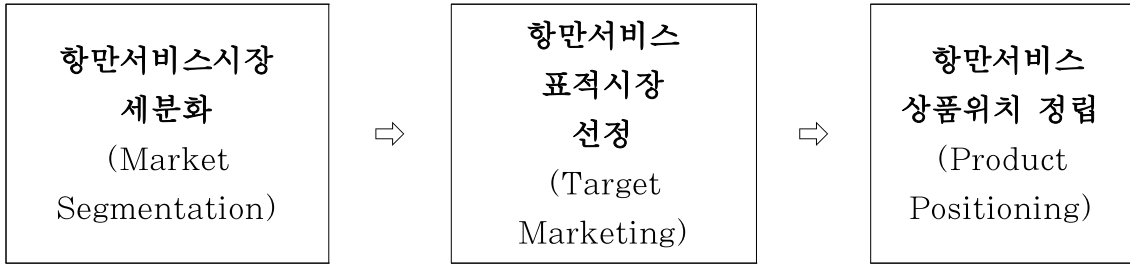 항만서비스시장
세분화
(Market
Segmentation)
⇨
항만서비스
표적시장
선정
(Target
Marketing)
⇨
항만서비스
상품위치 정립
(Product
Positioning)